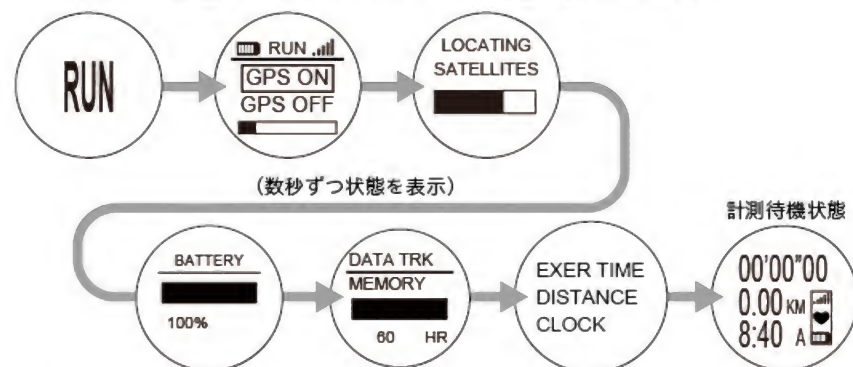 RUN
RUN
GPS ON
GPS OFF
LOCATING
SATELLITES
(数秒ずつ状態を表示)
計測待機状態
BATTERY
100%
DATA TRK
MEMORY
60 HR
EXER TIME
DISTANCE
CLOCK
00'00"00
0.00 KM
8:40 A